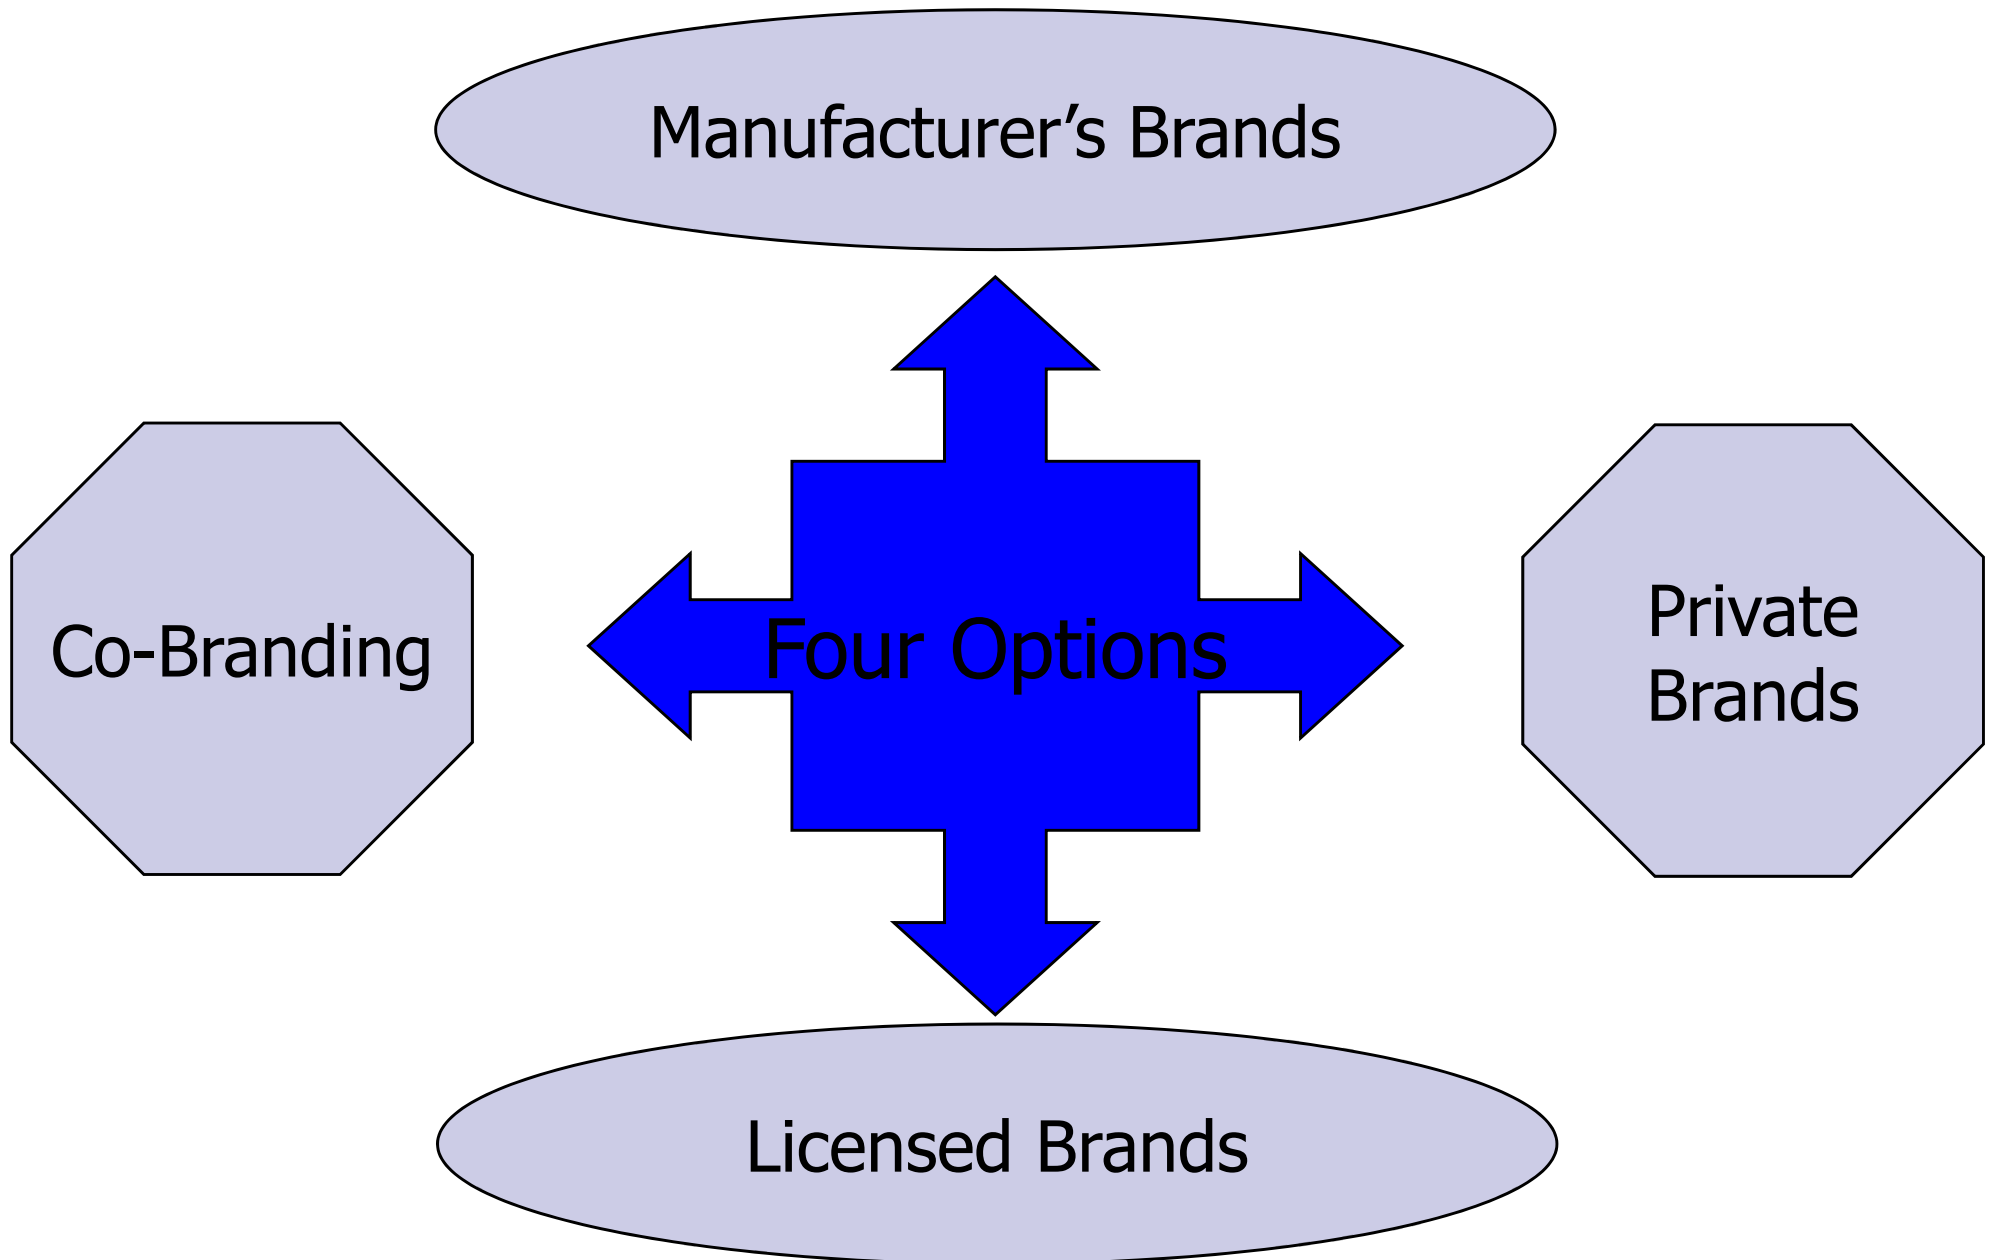 Manufacturer’s Brands
Co-Branding
Four Options
Private
Brands
Licensed Brands